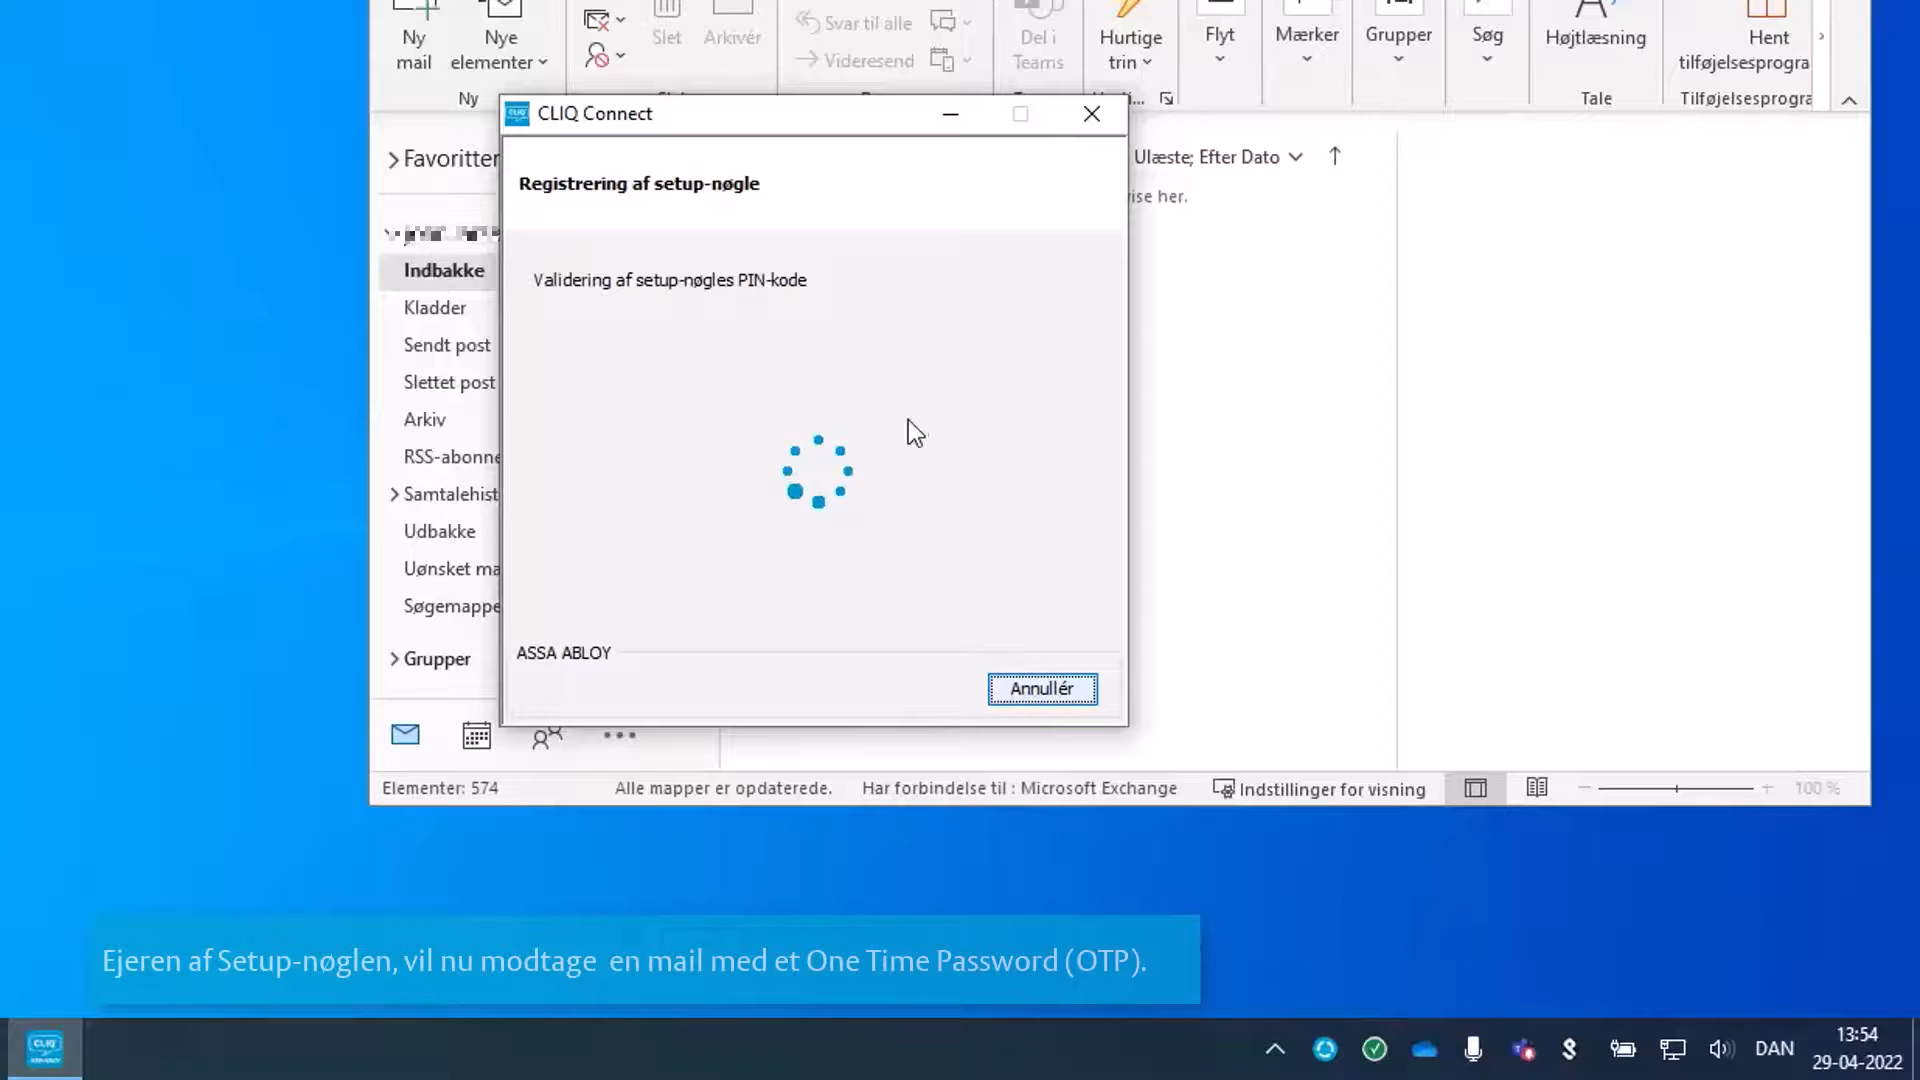 Ny
mail
Nye
elementer
Ny
Slet
Arkivér
Svar til alle
Videresend
Del i
Teams
Hurtige
trin
Flyt
Mærker
Grupper
Søg
Højtlæsning
Tale
Hent
tilføjelsesprogra
Tilføjelsesprogra
CLIQ Connect
Registrering af setup-nøgle
Validering af setup-nøgles PIN-kode
ASSA ABLOY
Annullér
Ulæste; Efter Dato
ise her.
Favoritter
Indbakke
Kladder
Sendt post
Slettet post
Arkiv
RSS-abonne
Samtalehist
Udbakke
Uønsket ma
Søgemappe
Grupper
Elementer: 574
Alle mapper er opdaterede.
Har forbindelse til : Microsoft Exchange
Indstillinger for visning
100 %
Ejeren af Setup-nøglen, vil nu modtage en mail med et One Time Password (OTP).
CLIQ
DAN
13:54
29-04-2022